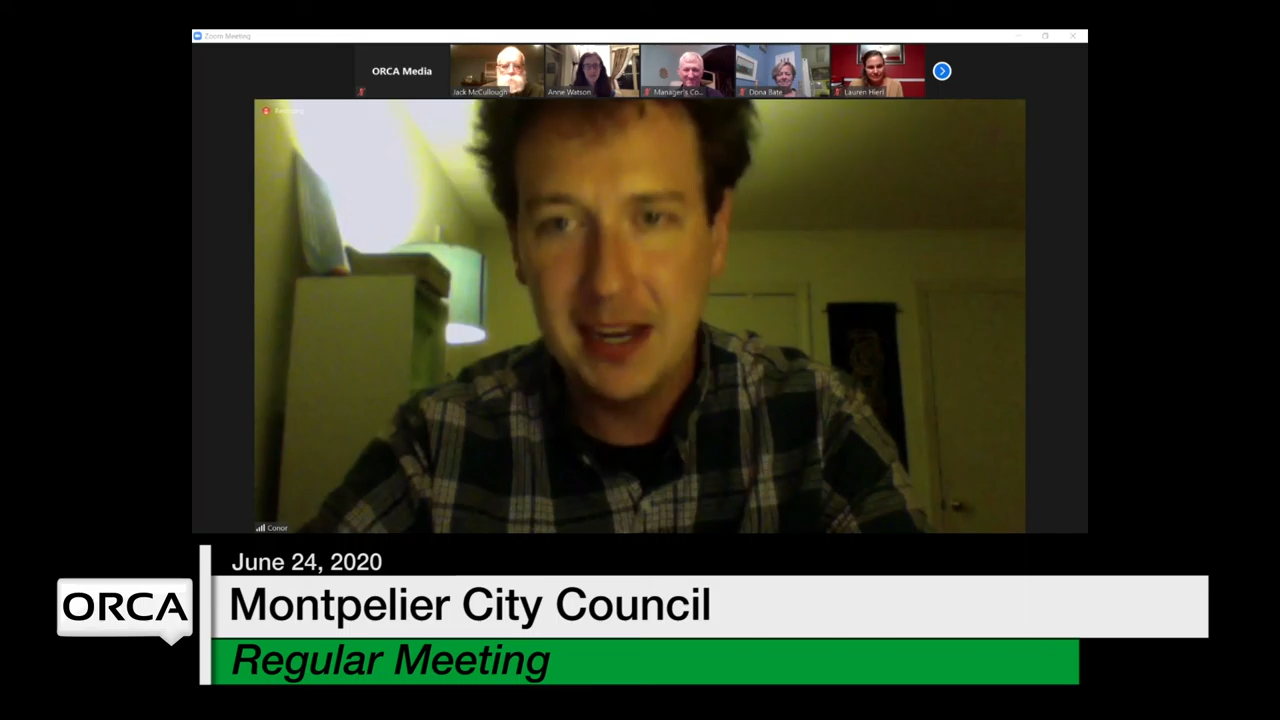 Zoom Meeting
ORCA Media
Jack McCullough
Anne Watson
Manager's Co...
Dona Bate
Lauren Hierl
Recording
Conor
June 24, 2020
ORCA
Montpelier City Council
Regular Meeting